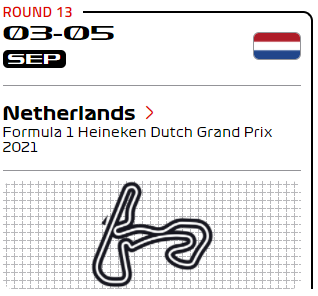 ROUND 13
03-05
SEP
Netherlands
Formula 1 Heineken Dutch Grand Prix
2021